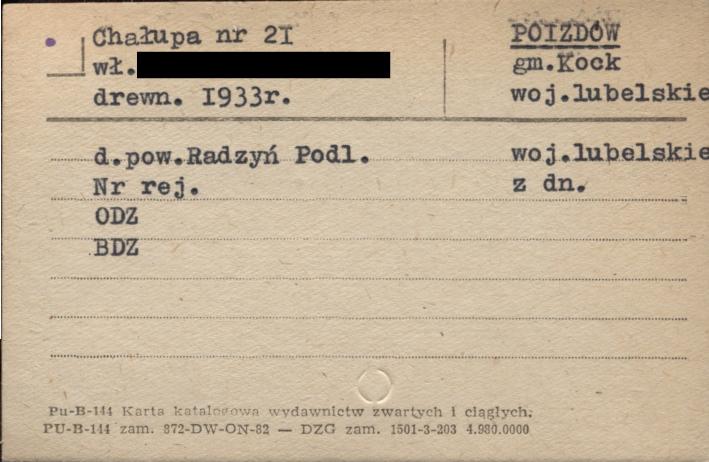 Chałupa nr 2I POIZDÓW
wł. gm.Kock
drewn. I933r. woj.lubelskie
d.pow.Radzyń Podl. woj.lubelskie
Nr rej. z dn.
ODZ
BDZ
Pu-B-144 Karta katalogowa wydawnictw zwartych i ciągłych.
PU-B-144 zam. 872-DW-ON-82 — DZG zam. 1501-3-203 4.980.0000